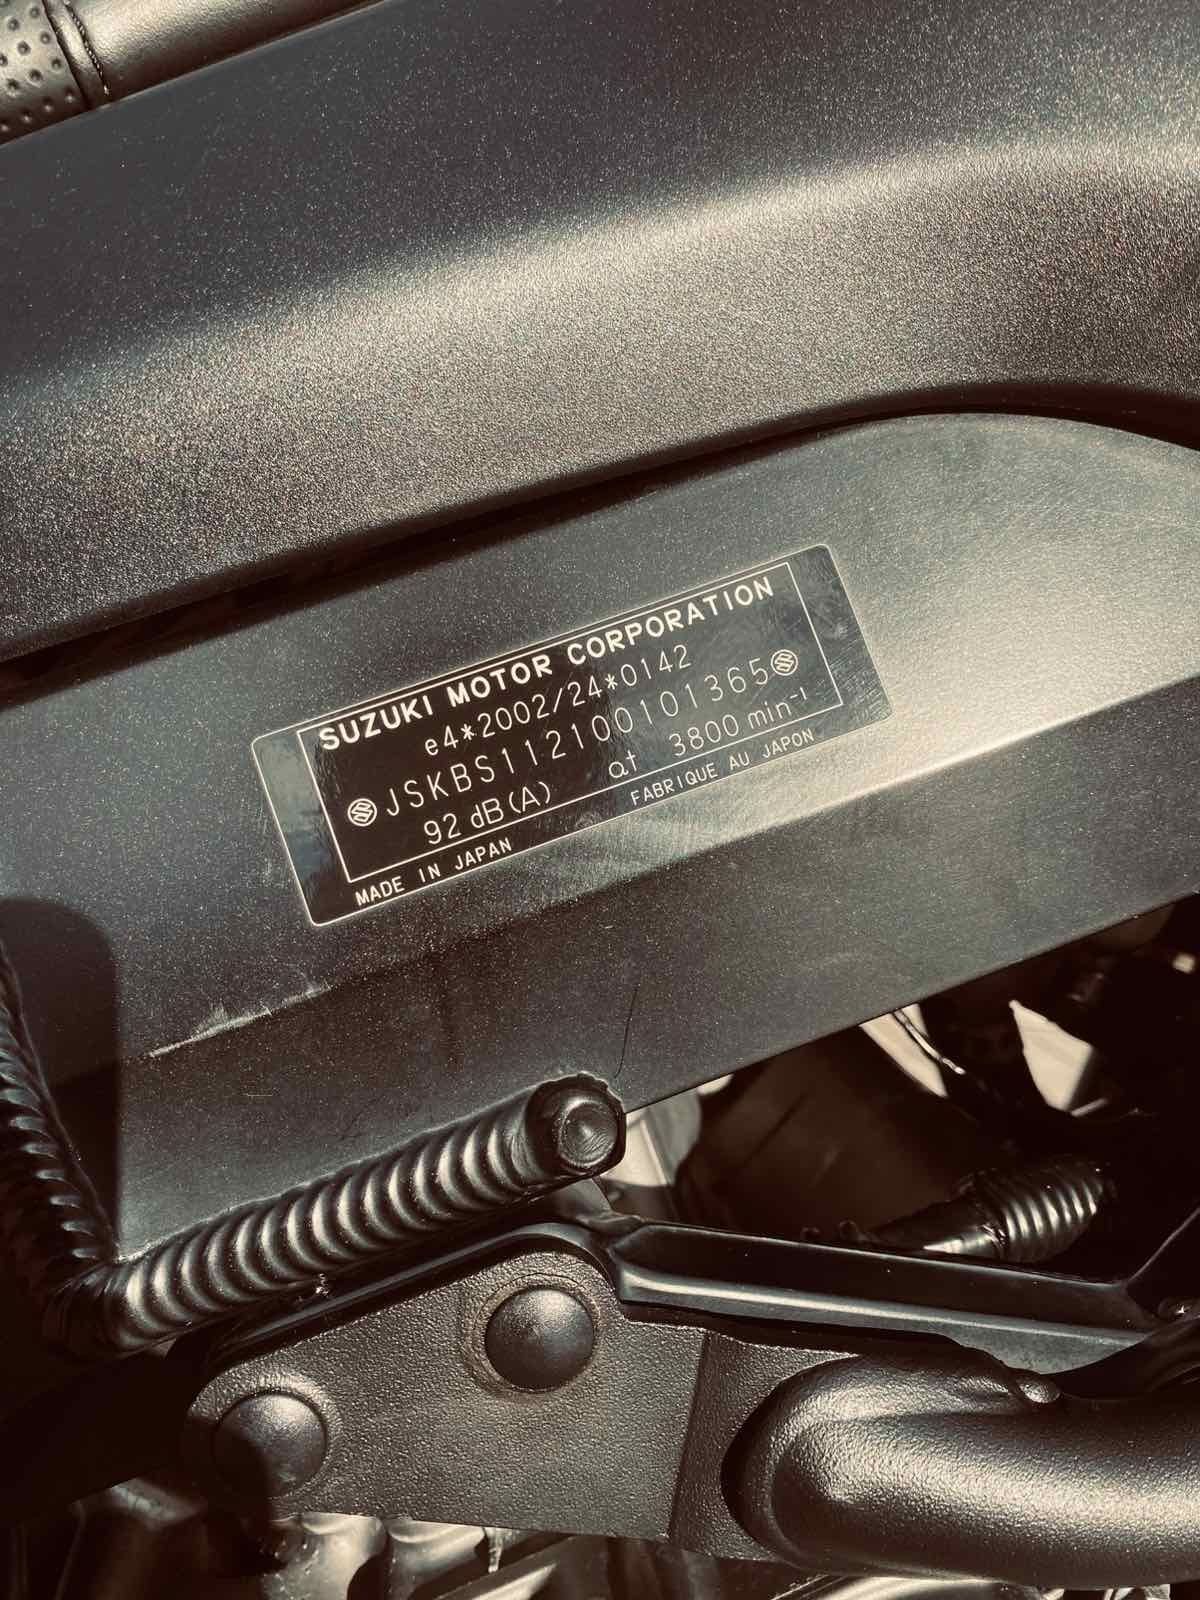 SUZUKI MOTOR CORPORATION
e4*2002/24*0142
JSKBS112100101365
92 dB(A) at 3800 min⁻¹
MADE IN JAPAN FABRIQUE AU JAPON